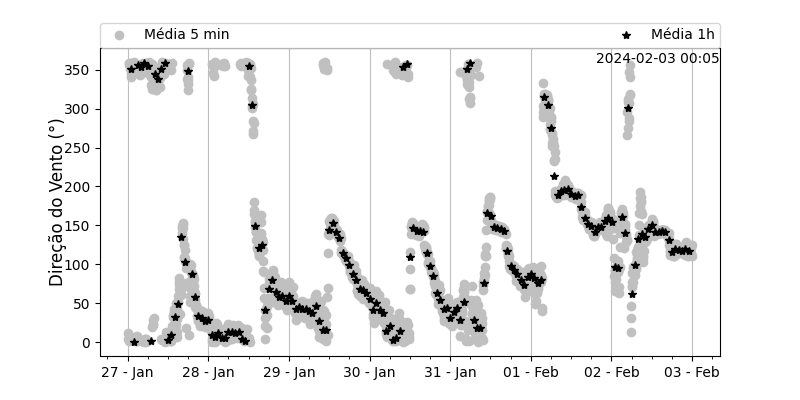 Média 5 min
Média 1h
2024-02-03 00:05
Direção do Vento (°)
350
300
250
200
150
100
50
0
27 - Jan
28 - Jan
29 - Jan
30 - Jan
31 - Jan
01 - Feb
02 - Feb
03 - Feb